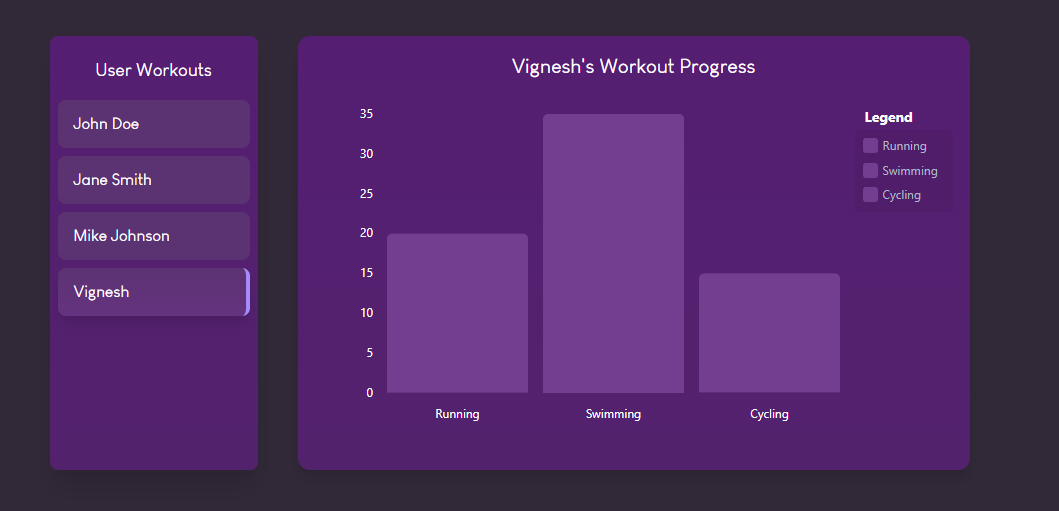 User Workouts
John Doe
Jane Smith
Mike Johnson
Vignesh
Vignesh's Workout Progress
35
30
25
20
15
10
5
0
Running
Swimming
Cycling
Legend
Running
Swimming
Cycling